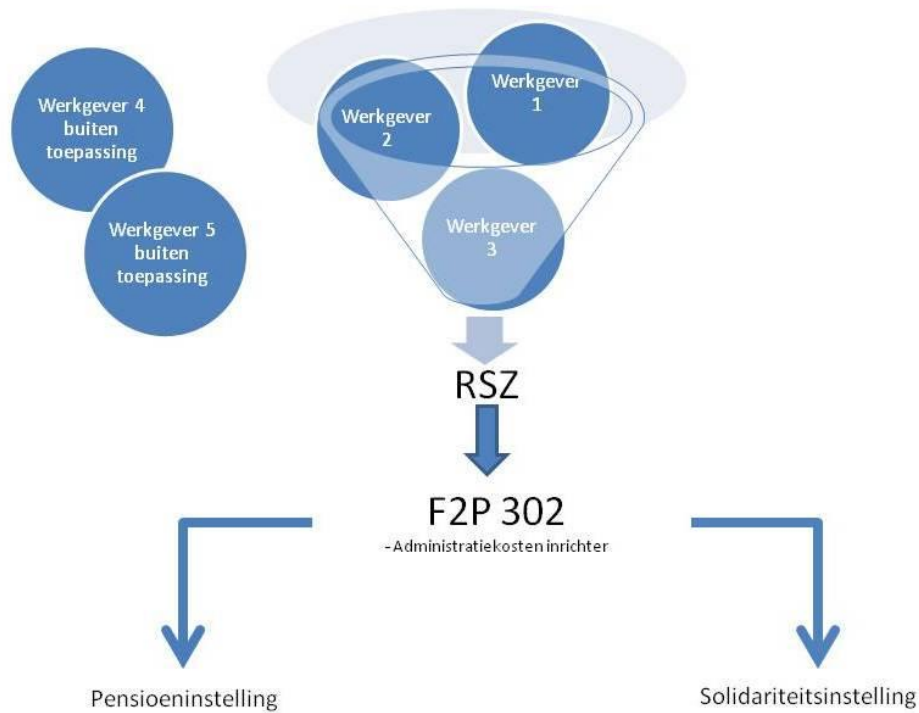 Werkgever 4
buiten
toepassing
Werkgever 5
buiten
toepassing
Werkgever
2
Werkgever
1
Werkgever
3
RSZ
F2P 302
-Administratiekosten inrichter
Pensioeninstelling
Solidariteitsinstelling